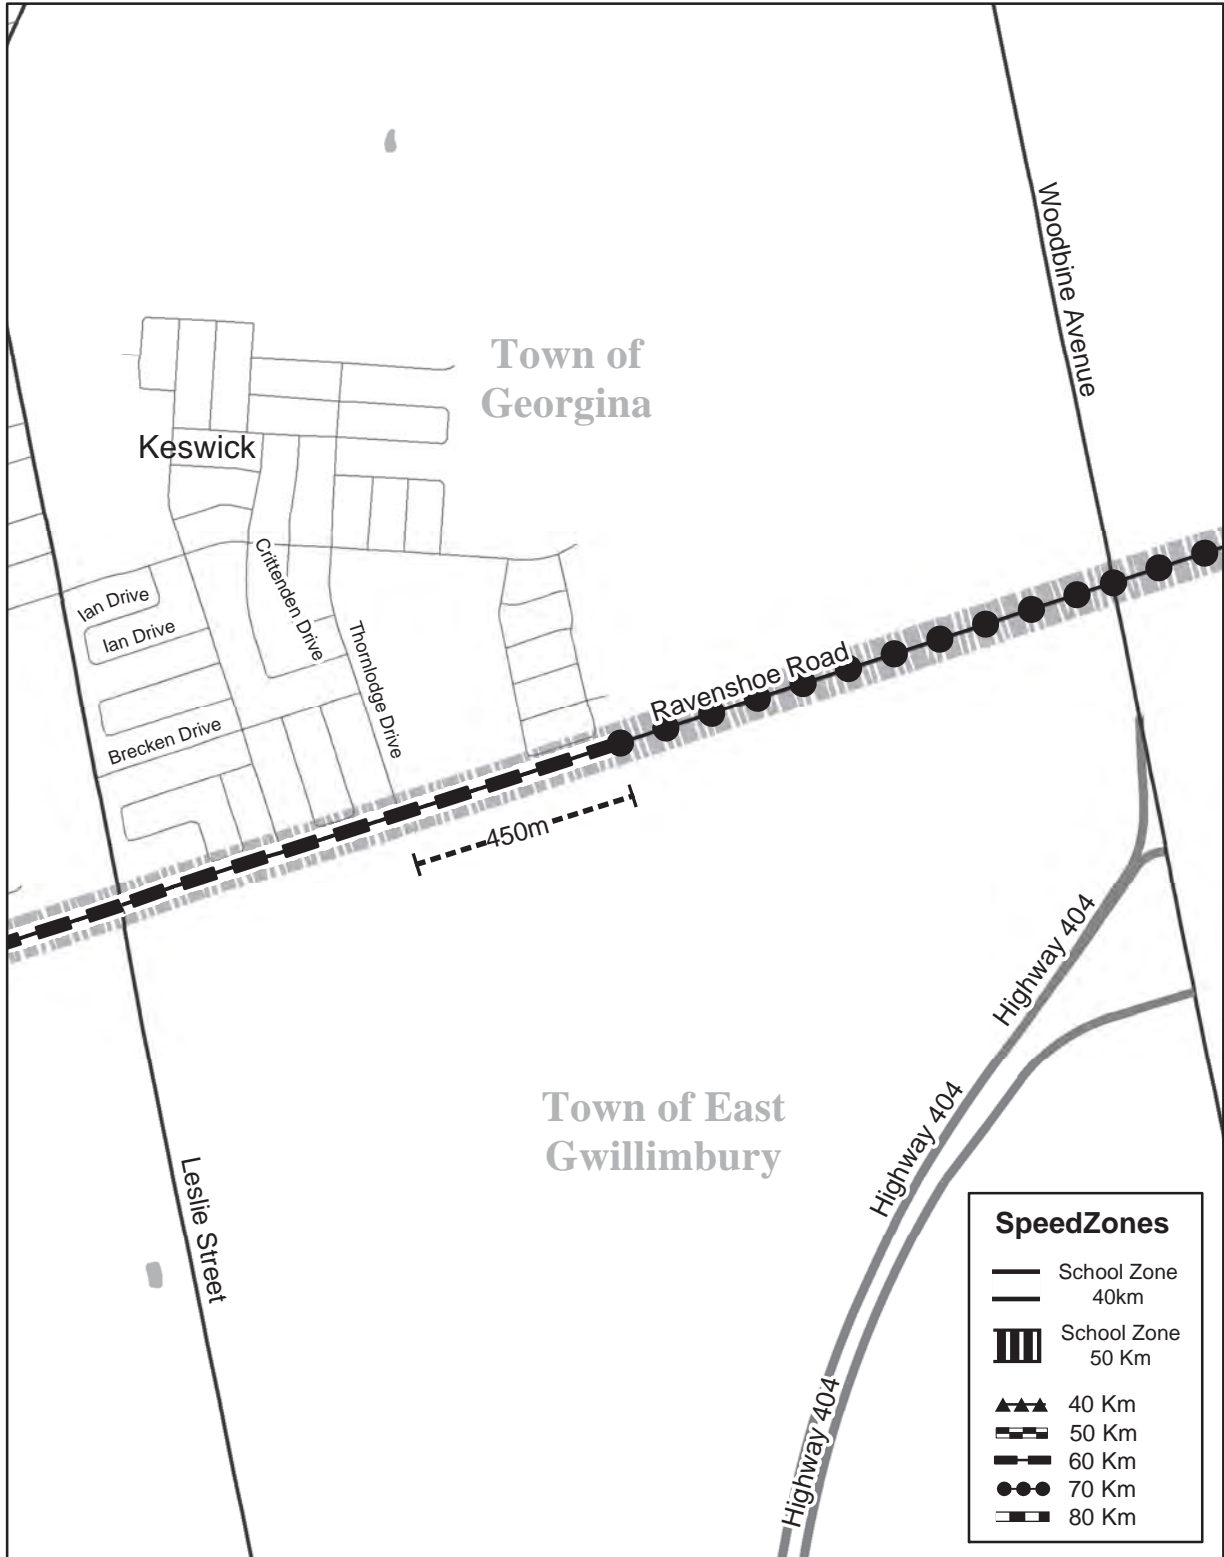 Woodbine Avenue
Town of
Georgina
Keswick
Crittenden Drive
Ian Drive
Ian Drive
Thornlodge Drive
Ravenshoe Road
Brecken Drive
450m
Highway 404
Town of East
Gwillimbury
Highway 404
Leslie Street
Highway 404
SpeedZones
School Zone
40km
School Zone
50 Km
40 Km
50 Km
60 Km
70 Km
80 Km